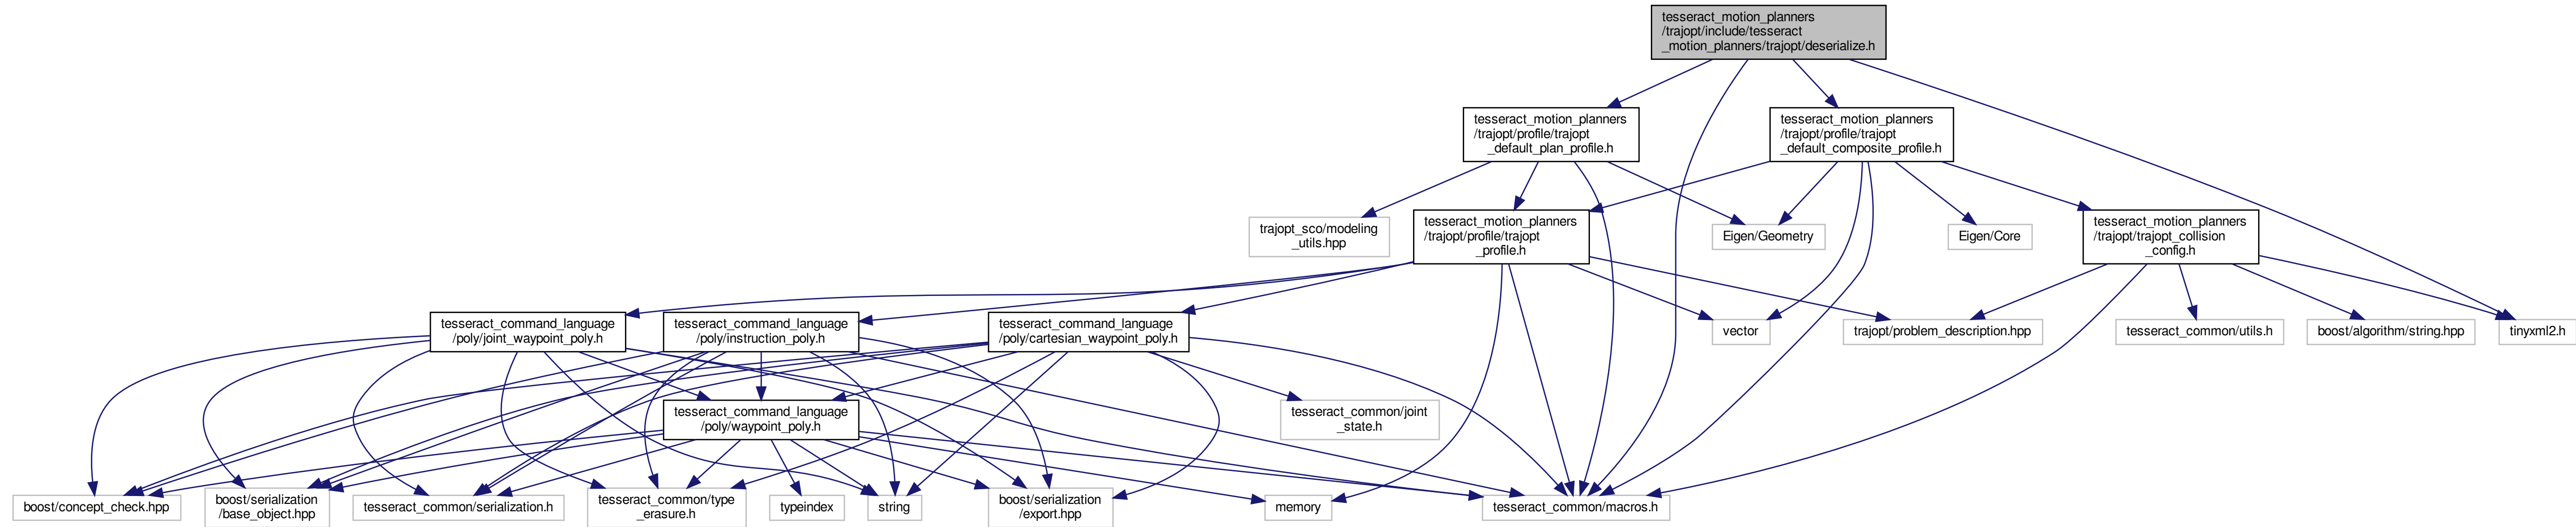 tesseract_motion_planners
/trajopt/include/tesseract
_motion_planners/trajopt/deserialize.h
tesseract_motion_planners
/trajopt/profile/trajopt
_default_plan_profile.h
tesseract_motion_planners
/trajopt/profile/trajopt
_default_composite_profile.h
trajopt_sco/modeling
_utils.hpp
tesseract_motion_planners
/trajopt/profile/trajopt
_profile.h
Eigen/Geometry
Eigen/Core
tesseract_motion_planners
/trajopt/trajopt_collision
_config.h
tesseract_command_language
/poly/joint_waypoint_poly.h
tesseract_command_language
/poly/instruction_poly.h
tesseract_command_language
/poly/cartesian_waypoint_poly.h
vector
trajopt/problem_description.hpp
tesseract_common/utils.h
boost/algorithm/string.hpp
tinyxml2.h
tesseract_command_language
/poly/waypoint_poly.h
tesseract_common/joint
_state.h
boost/concept_check.hpp
boost/serialization
/base_object.hpp
tesseract_common/serialization.h
tesseract_common/type
_erasure.h
typeindex
string
boost/serialization
/export.hpp
memory
tesseract_common/macros.h